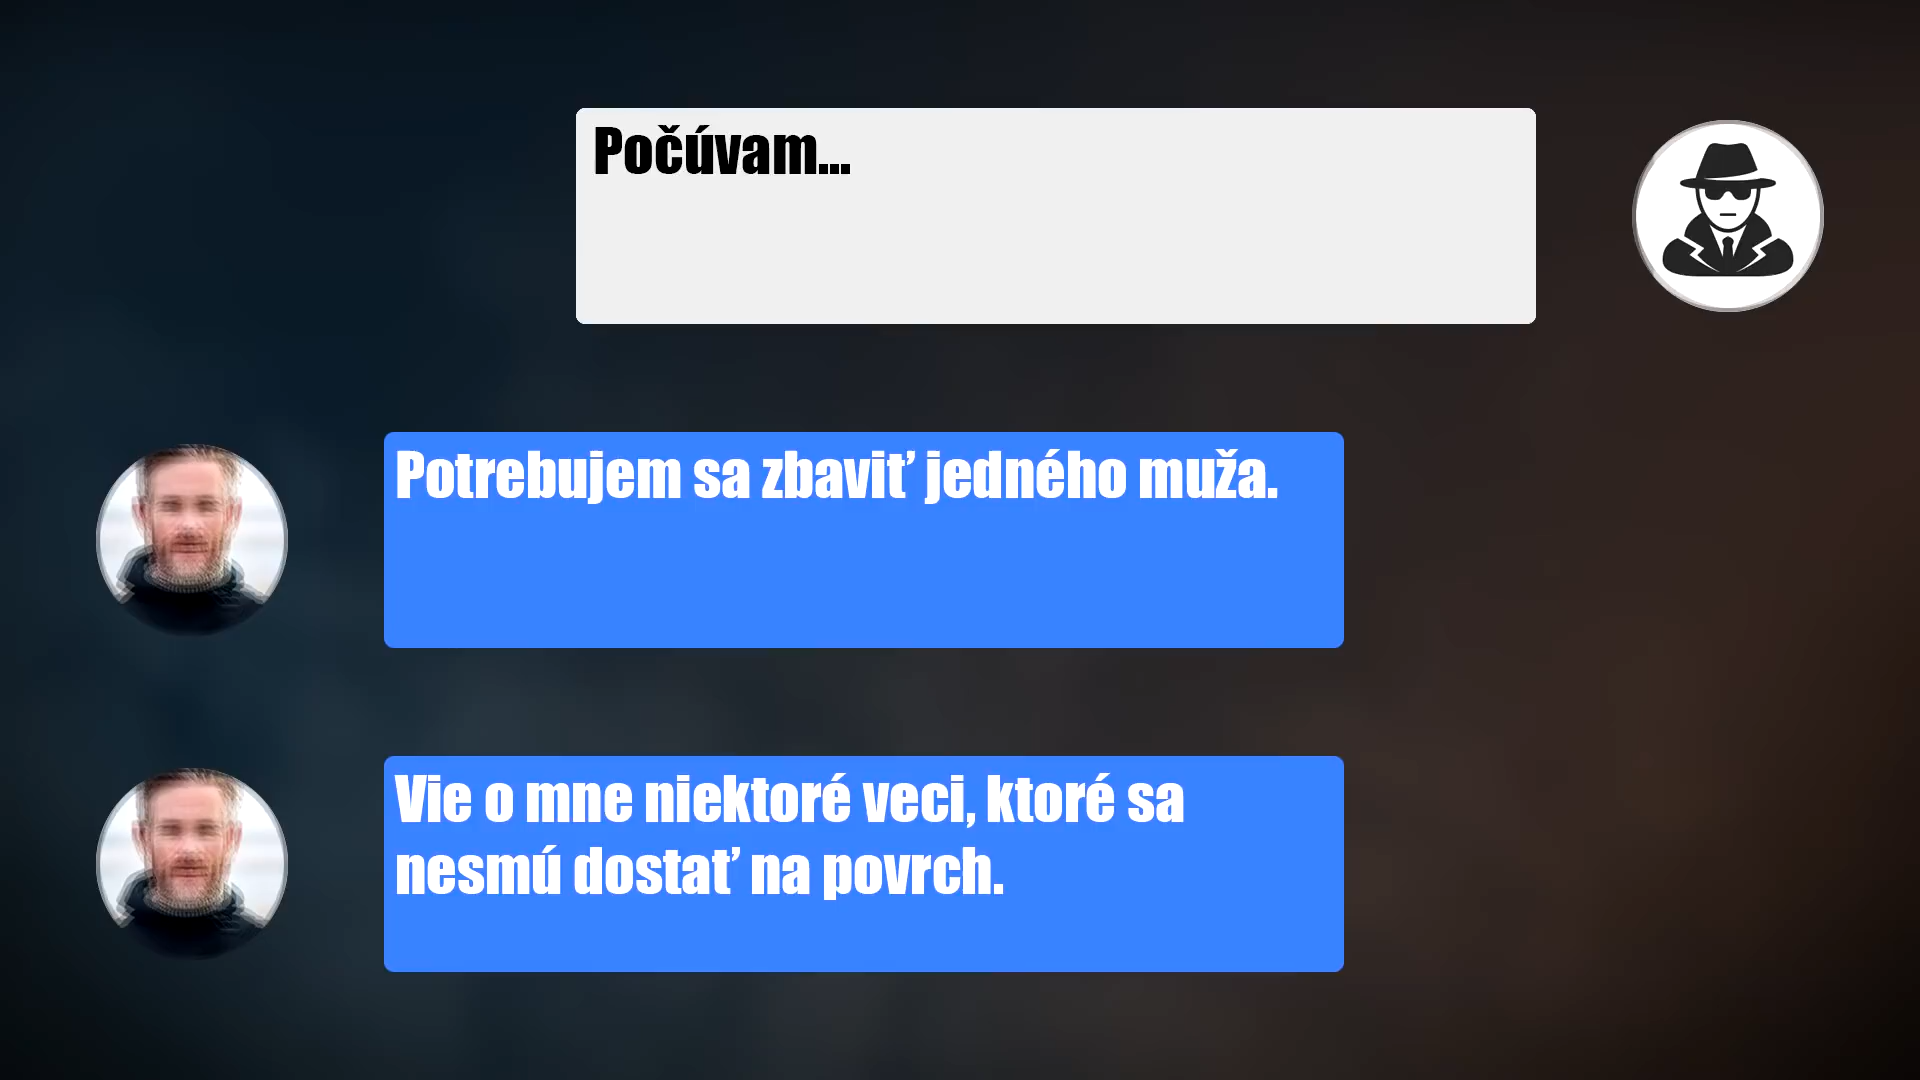 Počúvam...
Potrebujem sa zbaviť jedného muža.
Vie o mne niektoré veci, ktoré sa
nesmú dostať na povrch.